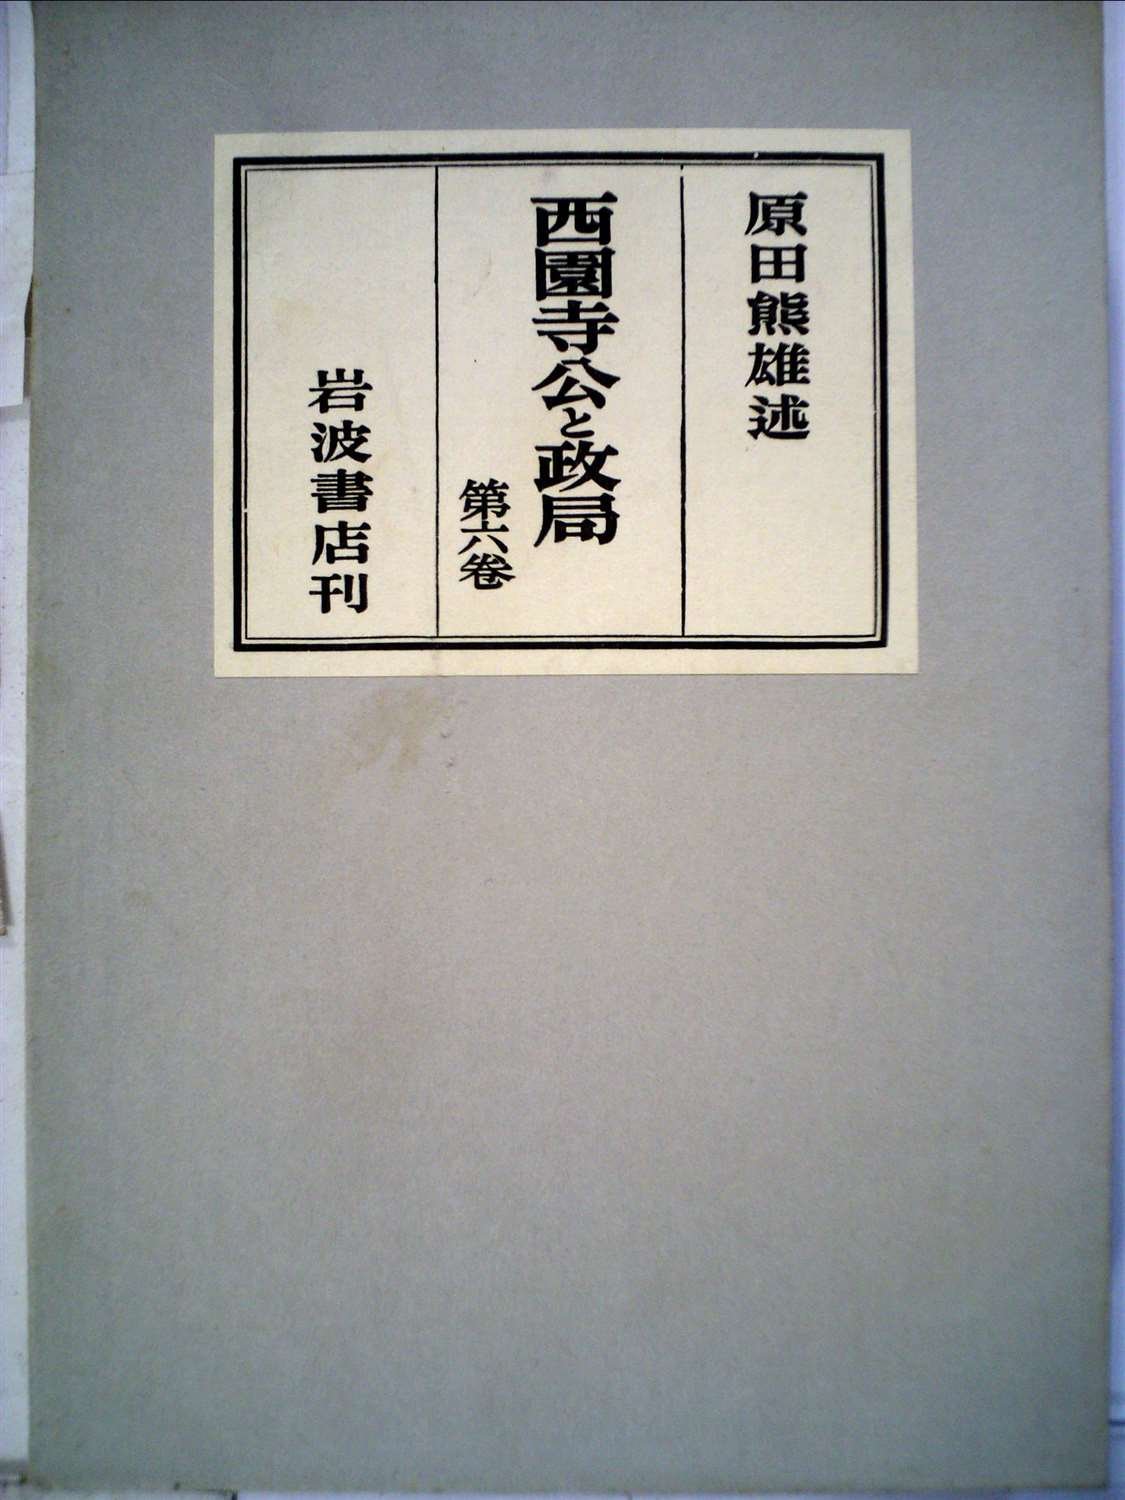 原田熊雄述
西園寺公と政局
第六巻
岩波書店刊